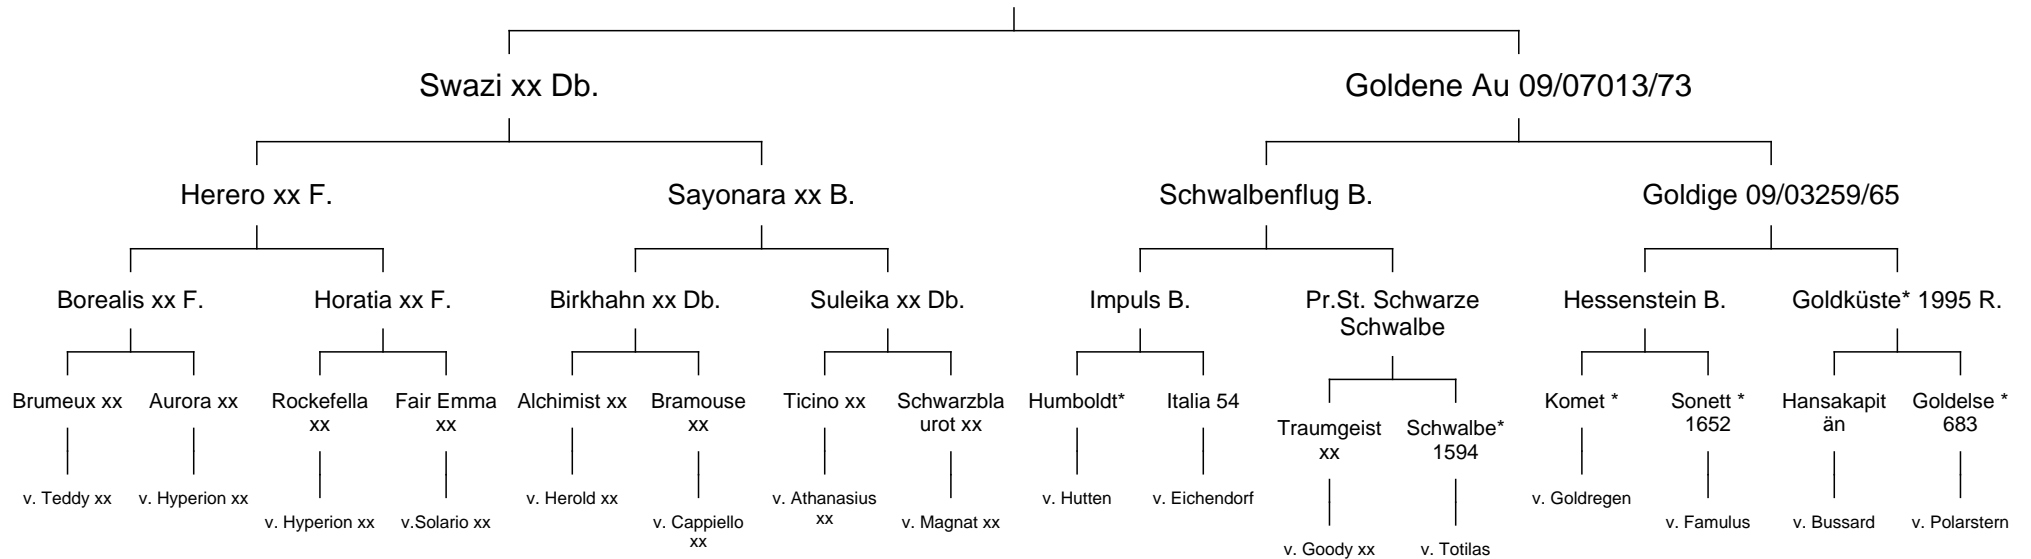 Swazi xx Db.
Goldene Au 09/07013/73
Herero xx F.
Sayonara xx B.
Schwalbenflug B.
Goldige 09/03259/65
Borealis xx F.
Horatia xx F.
Birkhahn xx Db.
Suleika xx Db.
Impuls B.
Pr.St. Schwarze
Schwalbe
Hessenstein B.
Goldküste* 1995 R.
Brumeux xx
Aurora xx
Rockefella
xx
Fair Emma
xx
Alchimist xx
Bramouse
xx
Ticino xx
Schwarzbla
urot xx
Humboldt*
Italia 54
Traumgeist
xx
Schwalbe*
1594
Komet *
Sonett *
1652
Hansakapit
än
Goldelse *
683
v. Teddy xx
v. Hyperion xx
v. Hyperion xx
v.Solario xx
v. Herold xx
v. Cappiello
xx
v. Athanasius
xx
v. Magnat xx
v. Hutten
v. Eichendorf
v. Goody xx
v. Totilas
v. Goldregen
v. Famulus
v. Bussard
v. Polarstern